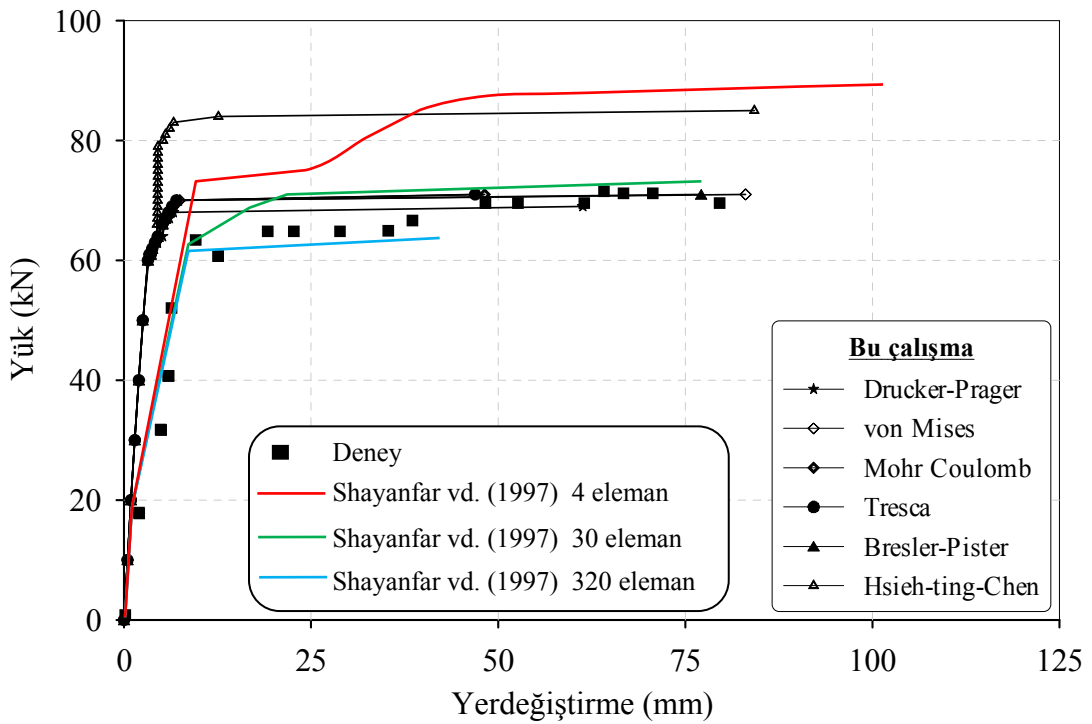 100
80
60
40
20
0
Yük (kN)
0
25
50
75
100
125
Yerdeğiştirme (mm)
Deney
Shayanfar vd. (1997) 4 eleman
Shayanfar vd. (1997) 30 eleman
Shayanfar vd. (1997) 320 eleman
Bu çalışma
Drucker-Prager
von Mises
Mohr Coulomb
Tresca
Bresler-Pister
Hsieh-ting-Chen